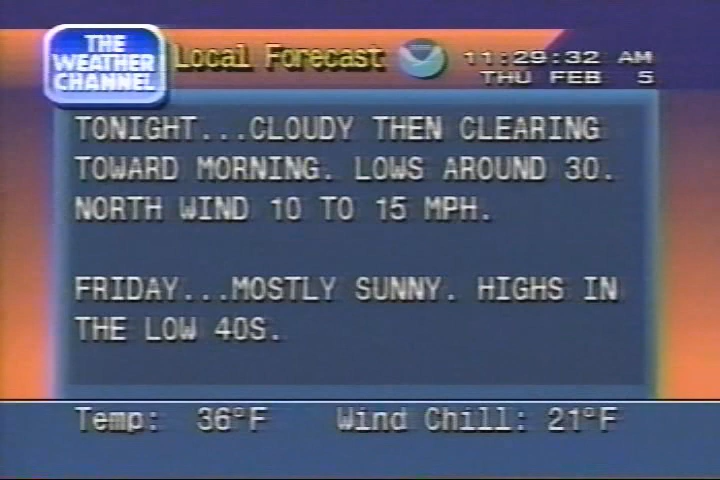 THE
WEATHER
CHANNEL
Local Forecast
11:29:32 AM
THU FEB 5
TONIGHT...CLOUDY THEN CLEARING
TOWARD MORNING. LOWS AROUND 30.
NORTH WIND 10 TO 15 MPH.
FRIDAY...MOSTLY SUNNY. HIGHS IN
THE LOW 40S.
Temp: 36°F Wind Chill: 21°F